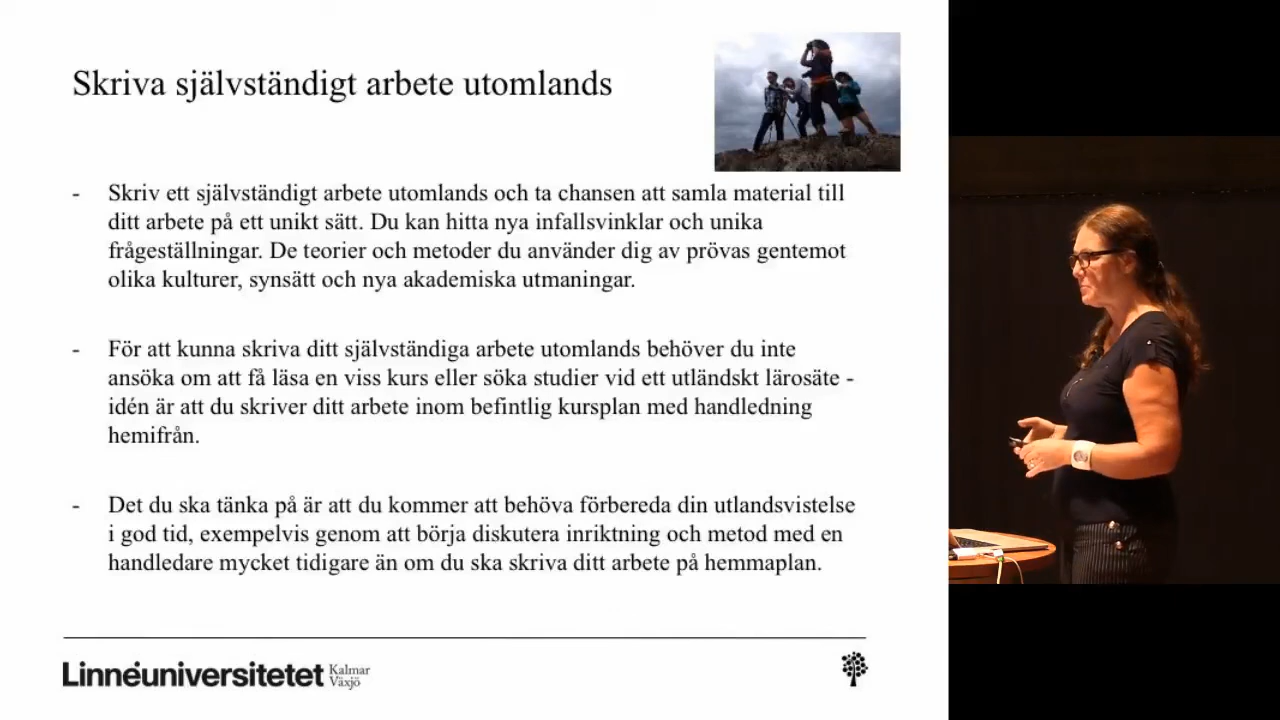 Skriva självständigt arbete utomlands
- Skriv ett självständigt arbete utomlands och ta chansen att samla material till
ditt arbete på ett unikt sätt. Du kan hitta nya infallsvinklar och unika
frågeställningar. De teorier och metoder du använder dig av prövas gentemot
olika kulturer, synsätt och nya akademiska utmaningar.
- För att kunna skriva ditt självständiga arbete utomlands behöver du inte
ansöka om att få läsa en viss kurs eller söka studier vid ett utländskt lärosäte -
idén är att du skriver ditt arbete inom befintlig kursplan med handledning
hemifrån.
- Det du ska tänka på är att du kommer att behöva förbereda din utlandsvistelse
i god tid, exempelvis genom att börja diskutera inriktning och metod med en
handledare mycket tidigare än om du ska skriva ditt arbete på hemmaplan.
Linnéuniversitetet
Kalmar
Växjö